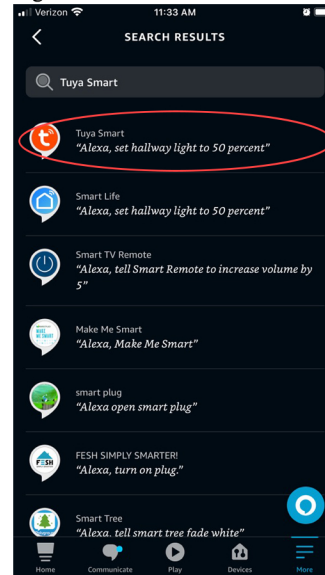 Verizon
11:33 AM
SEARCH RESULTS
Tuya Smart
Tuya Smart
“Alexa, set hallway light to 50 percent”
Smart Life
“Alexa, set hallway light to 50 percent”
Smart TV Remote
“Alexa, tell Smart Remote to increase volume by
5”
Make Me Smart
“Alexa, Make Me Smart”
smart plug
“Alexa open smart plug”
FESH
FESH SIMPLY SMARTER!
“Alexa, turn on plug.”
Smart Tree
“Alexa, tell smart tree fade white”
Home Communicate Play Devices More